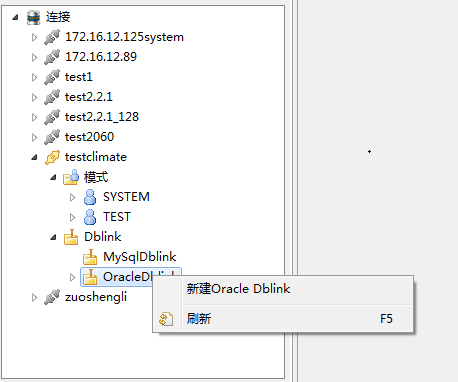 连接
172.16.12.125system
172.16.12.89
test1
test2.2.1
test2.2.1_128
test2060
testclimate
模式
SYSTEM
TEST
Dblink
MySqlDblink
OracleDblink
新建Oracle Dblink
zuoshengli
刷新 F5